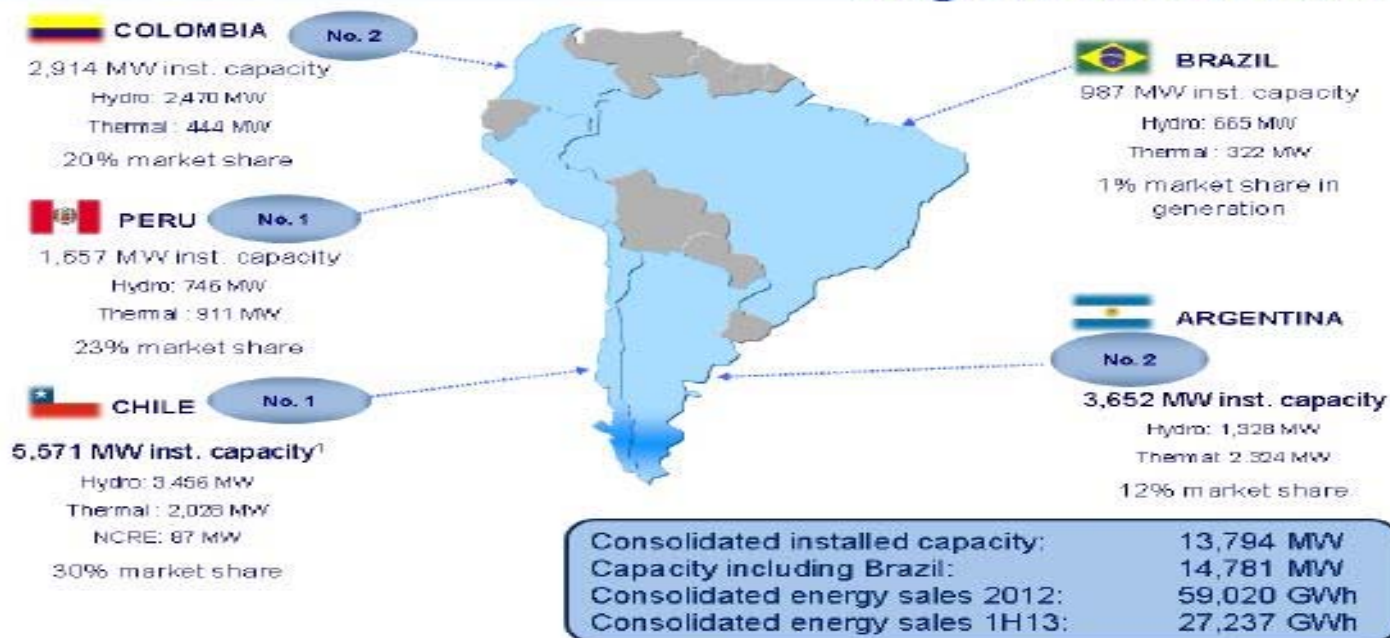 COLOMBIA
No. 2
2,914 MW inst. capacity
Hydro: 2,470 MW
Thermal : 444 MW
20% market share
PERU
No. 1
1,657 MW inst. capacity
Hydro: 746 MW
Thermal : 911 MW
23% market share
CHILE
No. 1
5,571 MW inst. capacity¹
Hydro: 3.456 MW
Thermal : 2,028 MW
NCRE: 87 MW
30% market share
BRAZIL
987 MW inst. capacity
Hydro: 665 MW
Thermal : 322 MW
1% market share in
generation
ARGENTINA
No. 2
3,652 MW inst. capacity
Hydro: 1,328 MW
Thermal: 2.324 MW
12% market share
Consolidated installed capacity: 13,794 MW
Capacity including Brazil: 14,781 MW
Consolidated energy sales 2012: 59,020 GWh
Consolidated energy sales 1H13: 27,237 GWh